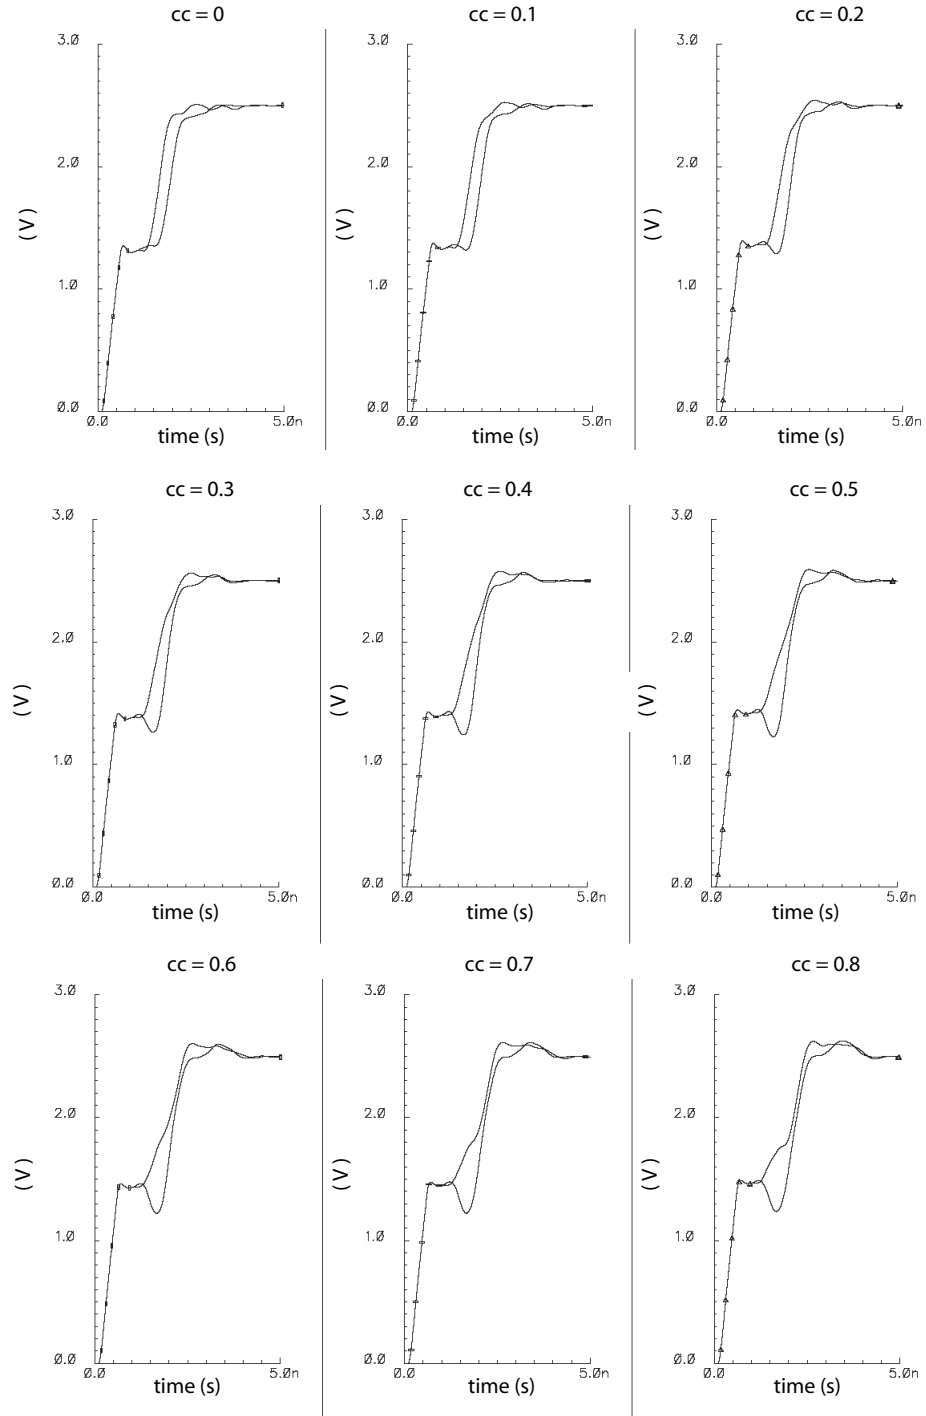 cc = 0
cc = 0.1
cc = 0.2
3.0
3.0
3.0
2.0
2.0
2.0
( V )
( V )
( V )
1.0
1.0
1.0
0.0
0.0
0.0
0.0 5.0n
0.0 5.0n
0.0 5.0n
time (s)
time (s)
time (s)
cc = 0.3
cc = 0.4
cc = 0.5
3.0
3.0
3.0
2.0
2.0
2.0
( V )
( V )
( V )
1.0
1.0
1.0
0.0
0.0
0.0
0.0 5.0n
0.0 5.0n
0.0 5.0n
time (s)
time (s)
time (s)
cc = 0.6
cc = 0.7
cc = 0.8
3.0
3.0
3.0
2.0
2.0
2.0
( V )
( V )
( V )
1.0
1.0
1.0
0.0
0.0
0.0
0.0 5.0n
0.0 5.0n
0.0 5.0n
time (s)
time (s)
time (s)